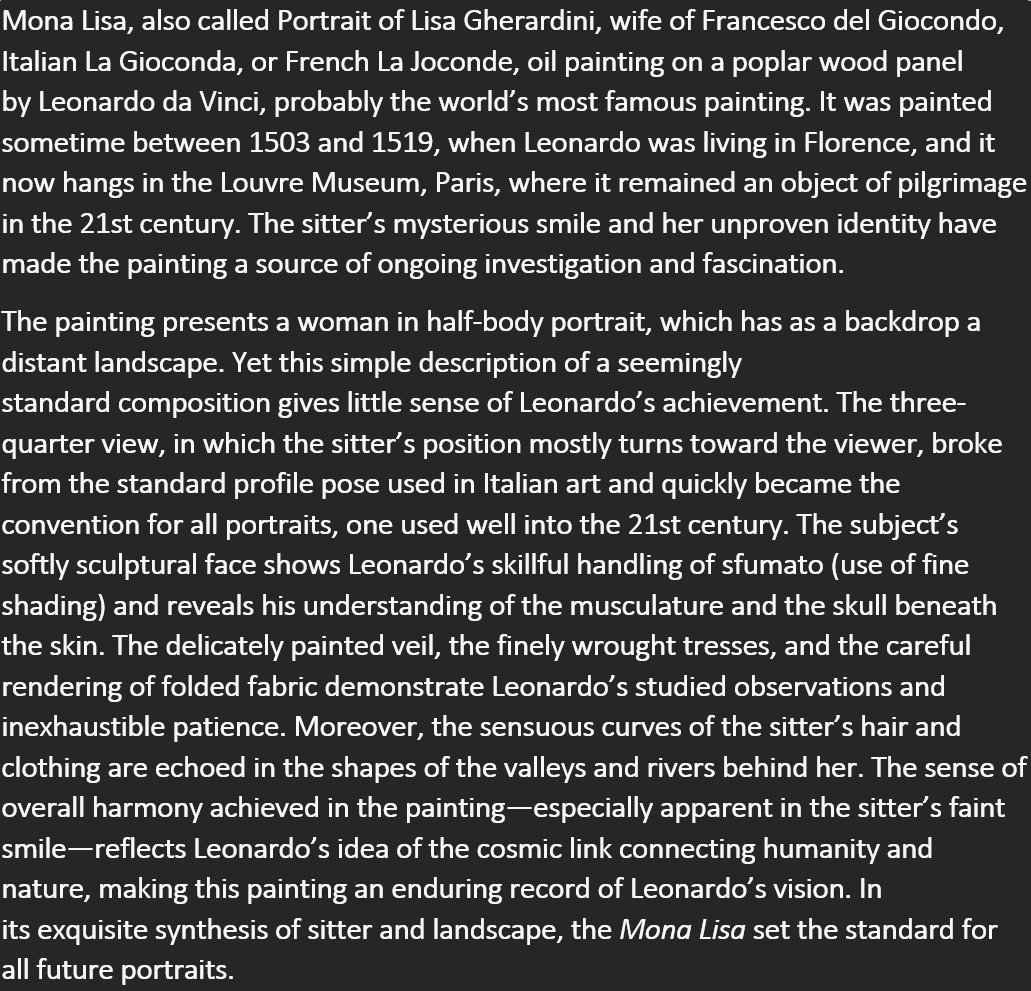 Mona Lisa, also called Portrait of Lisa Gherardini, wife of Francesco del Giocondo,
Italian La Gioconda, or French La Joconde, oil painting on a poplar wood panel
by Leonardo da Vinci, probably the world’s most famous painting. It was painted
sometime between 1503 and 1519, when Leonardo was living in Florence, and it
now hangs in the Louvre Museum, Paris, where it remained an object of pilgrimage
in the 21st century. The sitter’s mysterious smile and her unproven identity have
made the painting a source of ongoing investigation and fascination.
The painting presents a woman in half-body portrait, which has as a backdrop a
distant landscape. Yet this simple description of a seemingly
standard composition gives little sense of Leonardo’s achievement. The three-
quarter view, in which the sitter’s position mostly turns toward the viewer, broke
from the standard profile pose used in Italian art and quickly became the
convention for all portraits, one used well into the 21st century. The subject’s
softly sculptural face shows Leonardo’s skillful handling of sfumato (use of fine
shading) and reveals his understanding of the musculature and the skull beneath
the skin. The delicately painted veil, the finely wrought tresses, and the careful
rendering of folded fabric demonstrate Leonardo’s studied observations and
inexhaustible patience. Moreover, the sensuous curves of the sitter’s hair and
clothing are echoed in the shapes of the valleys and rivers behind her. The sense of
overall harmony achieved in the painting—especially apparent in the sitter’s faint
smile—reflects Leonardo’s idea of the cosmic link connecting humanity and
nature, making this painting an enduring record of Leonardo’s vision. In
its exquisite synthesis of sitter and landscape, the Mona Lisa set the standard for
all future portraits.